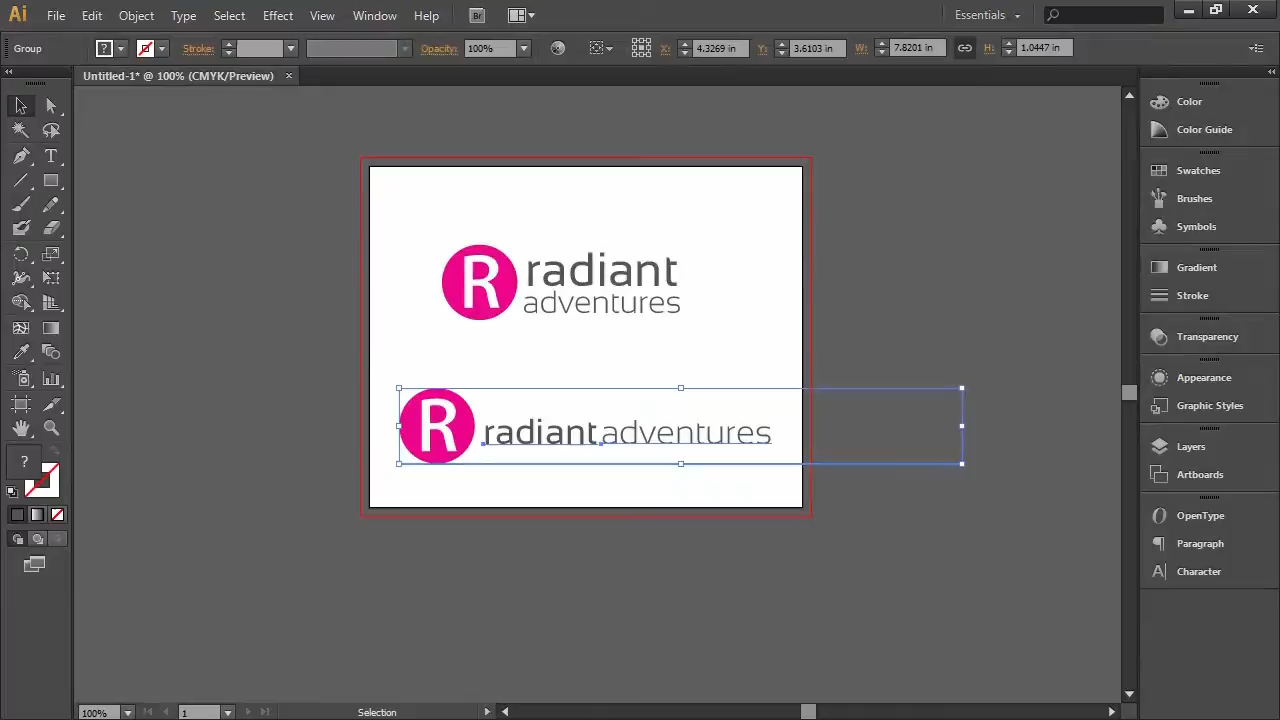 Ai File Edit Object Type Select Effect View Window Help Br Essentials
Group ? Stroke: Opacity: 100% X: 4.3269 in Y: 3.6103 in W: 7.8201 in H: 1.0447 in
Untitled-1* @ 100% (CMYK/Preview)
T
?
R radiant
adventures
R radiant adventures
Color
Color Guide
Swatches
Brushes
Symbols
Gradient
Stroke
Transparency
Appearance
Graphic Styles
Layers
Artboards
OpenType
Paragraph
Character
100% 1 Selection